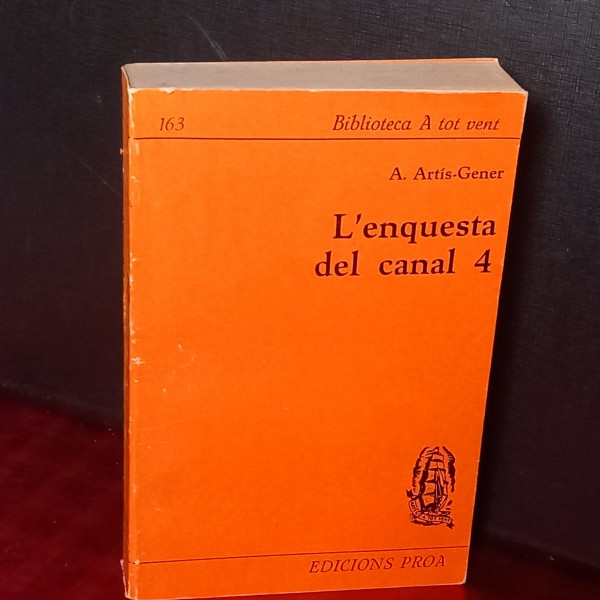 163 Biblioteca À tot vent
A. Artís-Gener
L'enquesta
del canal 4
EDICIONS PROA